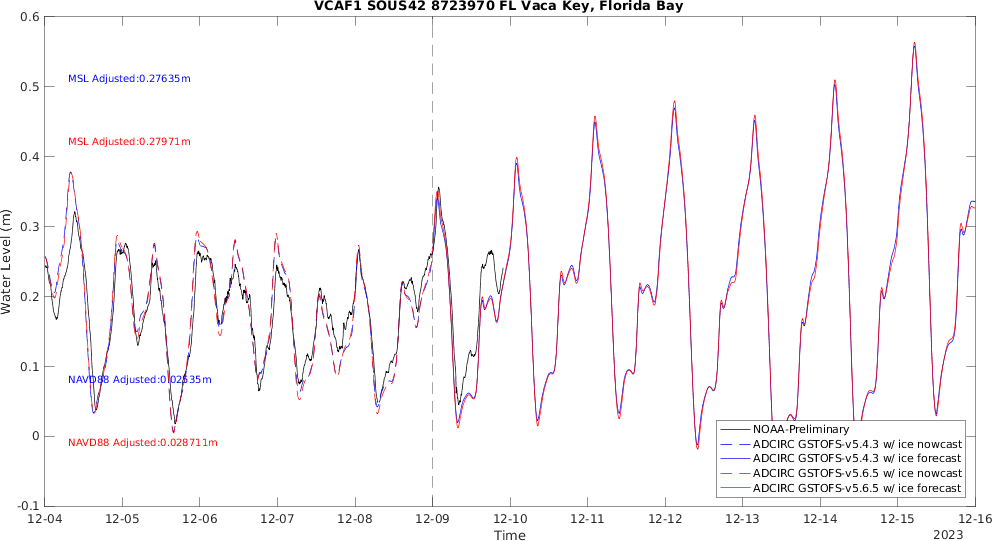 VCAF1 SOUS42 8723970 FL Vaca Key, Florida Bay
0.6
0.5
0.4
0.3
0.2
0.1
0
-0.1
Water Level (m)
MSL Adjusted:0.27635m
MSL Adjusted:0.27971m
NAVD88 Adjusted:0.02535m
NAVD88 Adjusted:0.028711m
NOAA-Preliminary
ADCIRC GSTOFS-v5.4.3 w/ ice nowcast
ADCIRC GSTOFS-v5.4.3 w/ ice forecast
ADCIRC GSTOFS-v5.6.5 w/ ice nowcast
ADCIRC GSTOFS-v5.6.5 w/ ice forecast
12-04 12-05 12-06 12-07 12-08 12-09 12-10 12-11 12-12 12-13 12-14 12-15 12-16
Time
2023